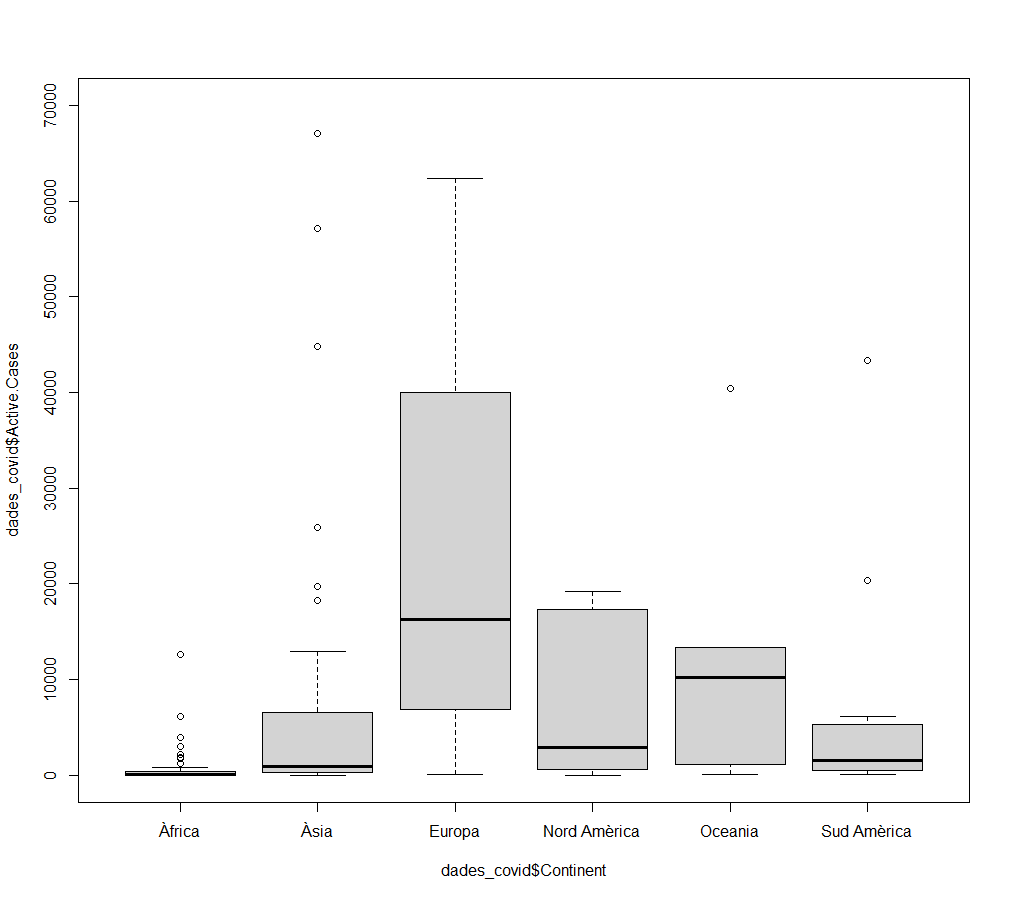 dades_covid$Active.Cases
70000
60000
50000
40000
30000
20000
10000
0
Àfrica Àsia Europa Nord Amèrica Oceania Sud Amèrica
dades_covid$Continent